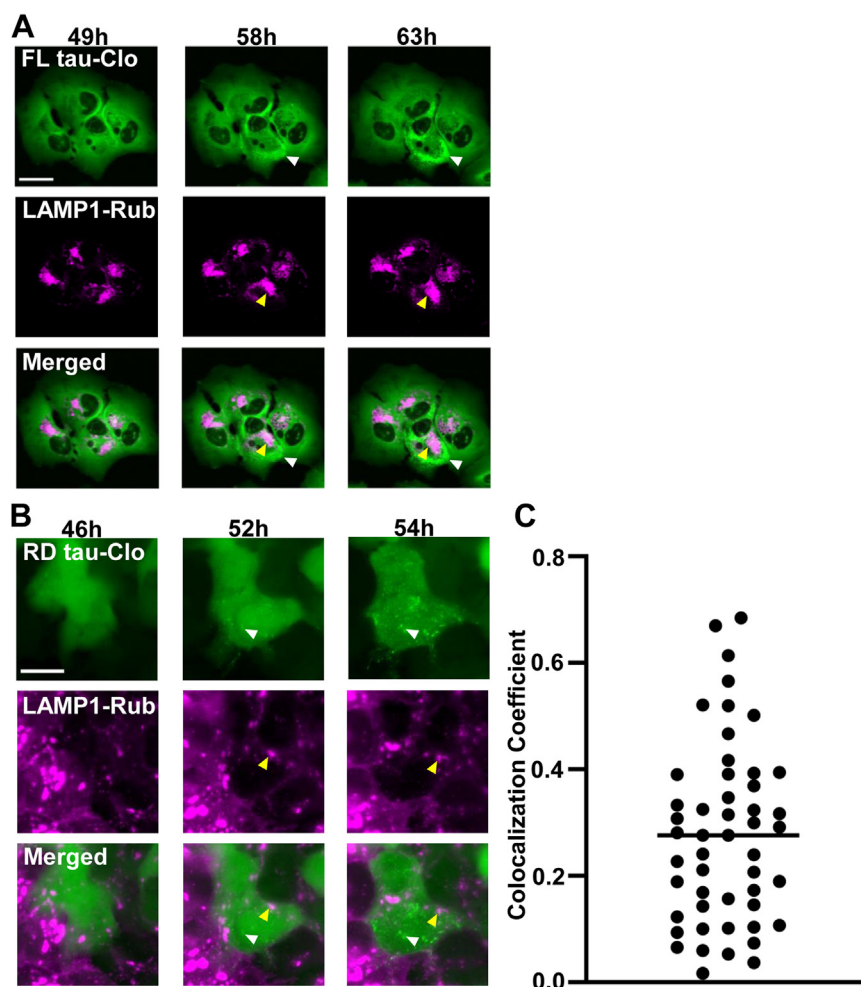 A
49h 58h 63h
FL tau-Clo
LAMP1-Rub
Merged
B
46h 52h 54h
RD tau-Clo
LAMP1-Rub
Merged
C
Colocalization Coefficient
0.8
0.6
0.4
0.2
0.0